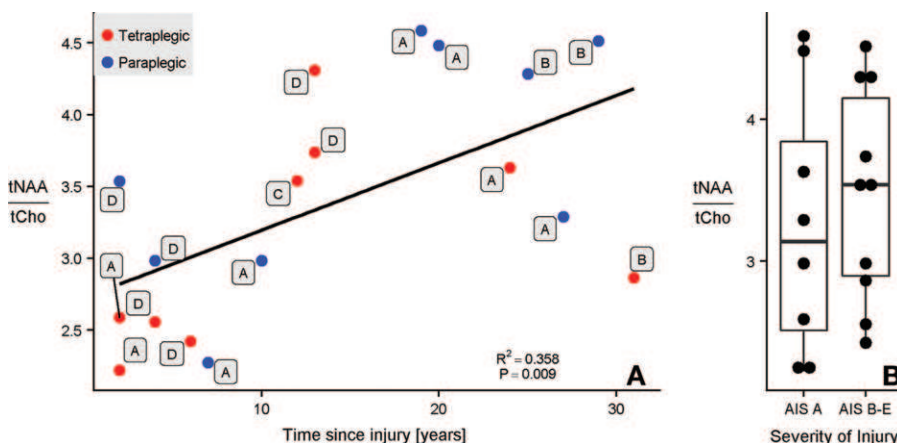 Tetraplegic
Paraplegic
4.5
4.0
3.5
3.0
2.5
tNAA
tCho
A
A
B
B
D
D
C
A
D
A
D
A
A
B
D
A
D
A
R² = 0.358
P = 0.009
A
10
20
30
Time since injury [years]
4
3
tNAA
tCho
B
AIS A
AIS B-E
Severity of Injury